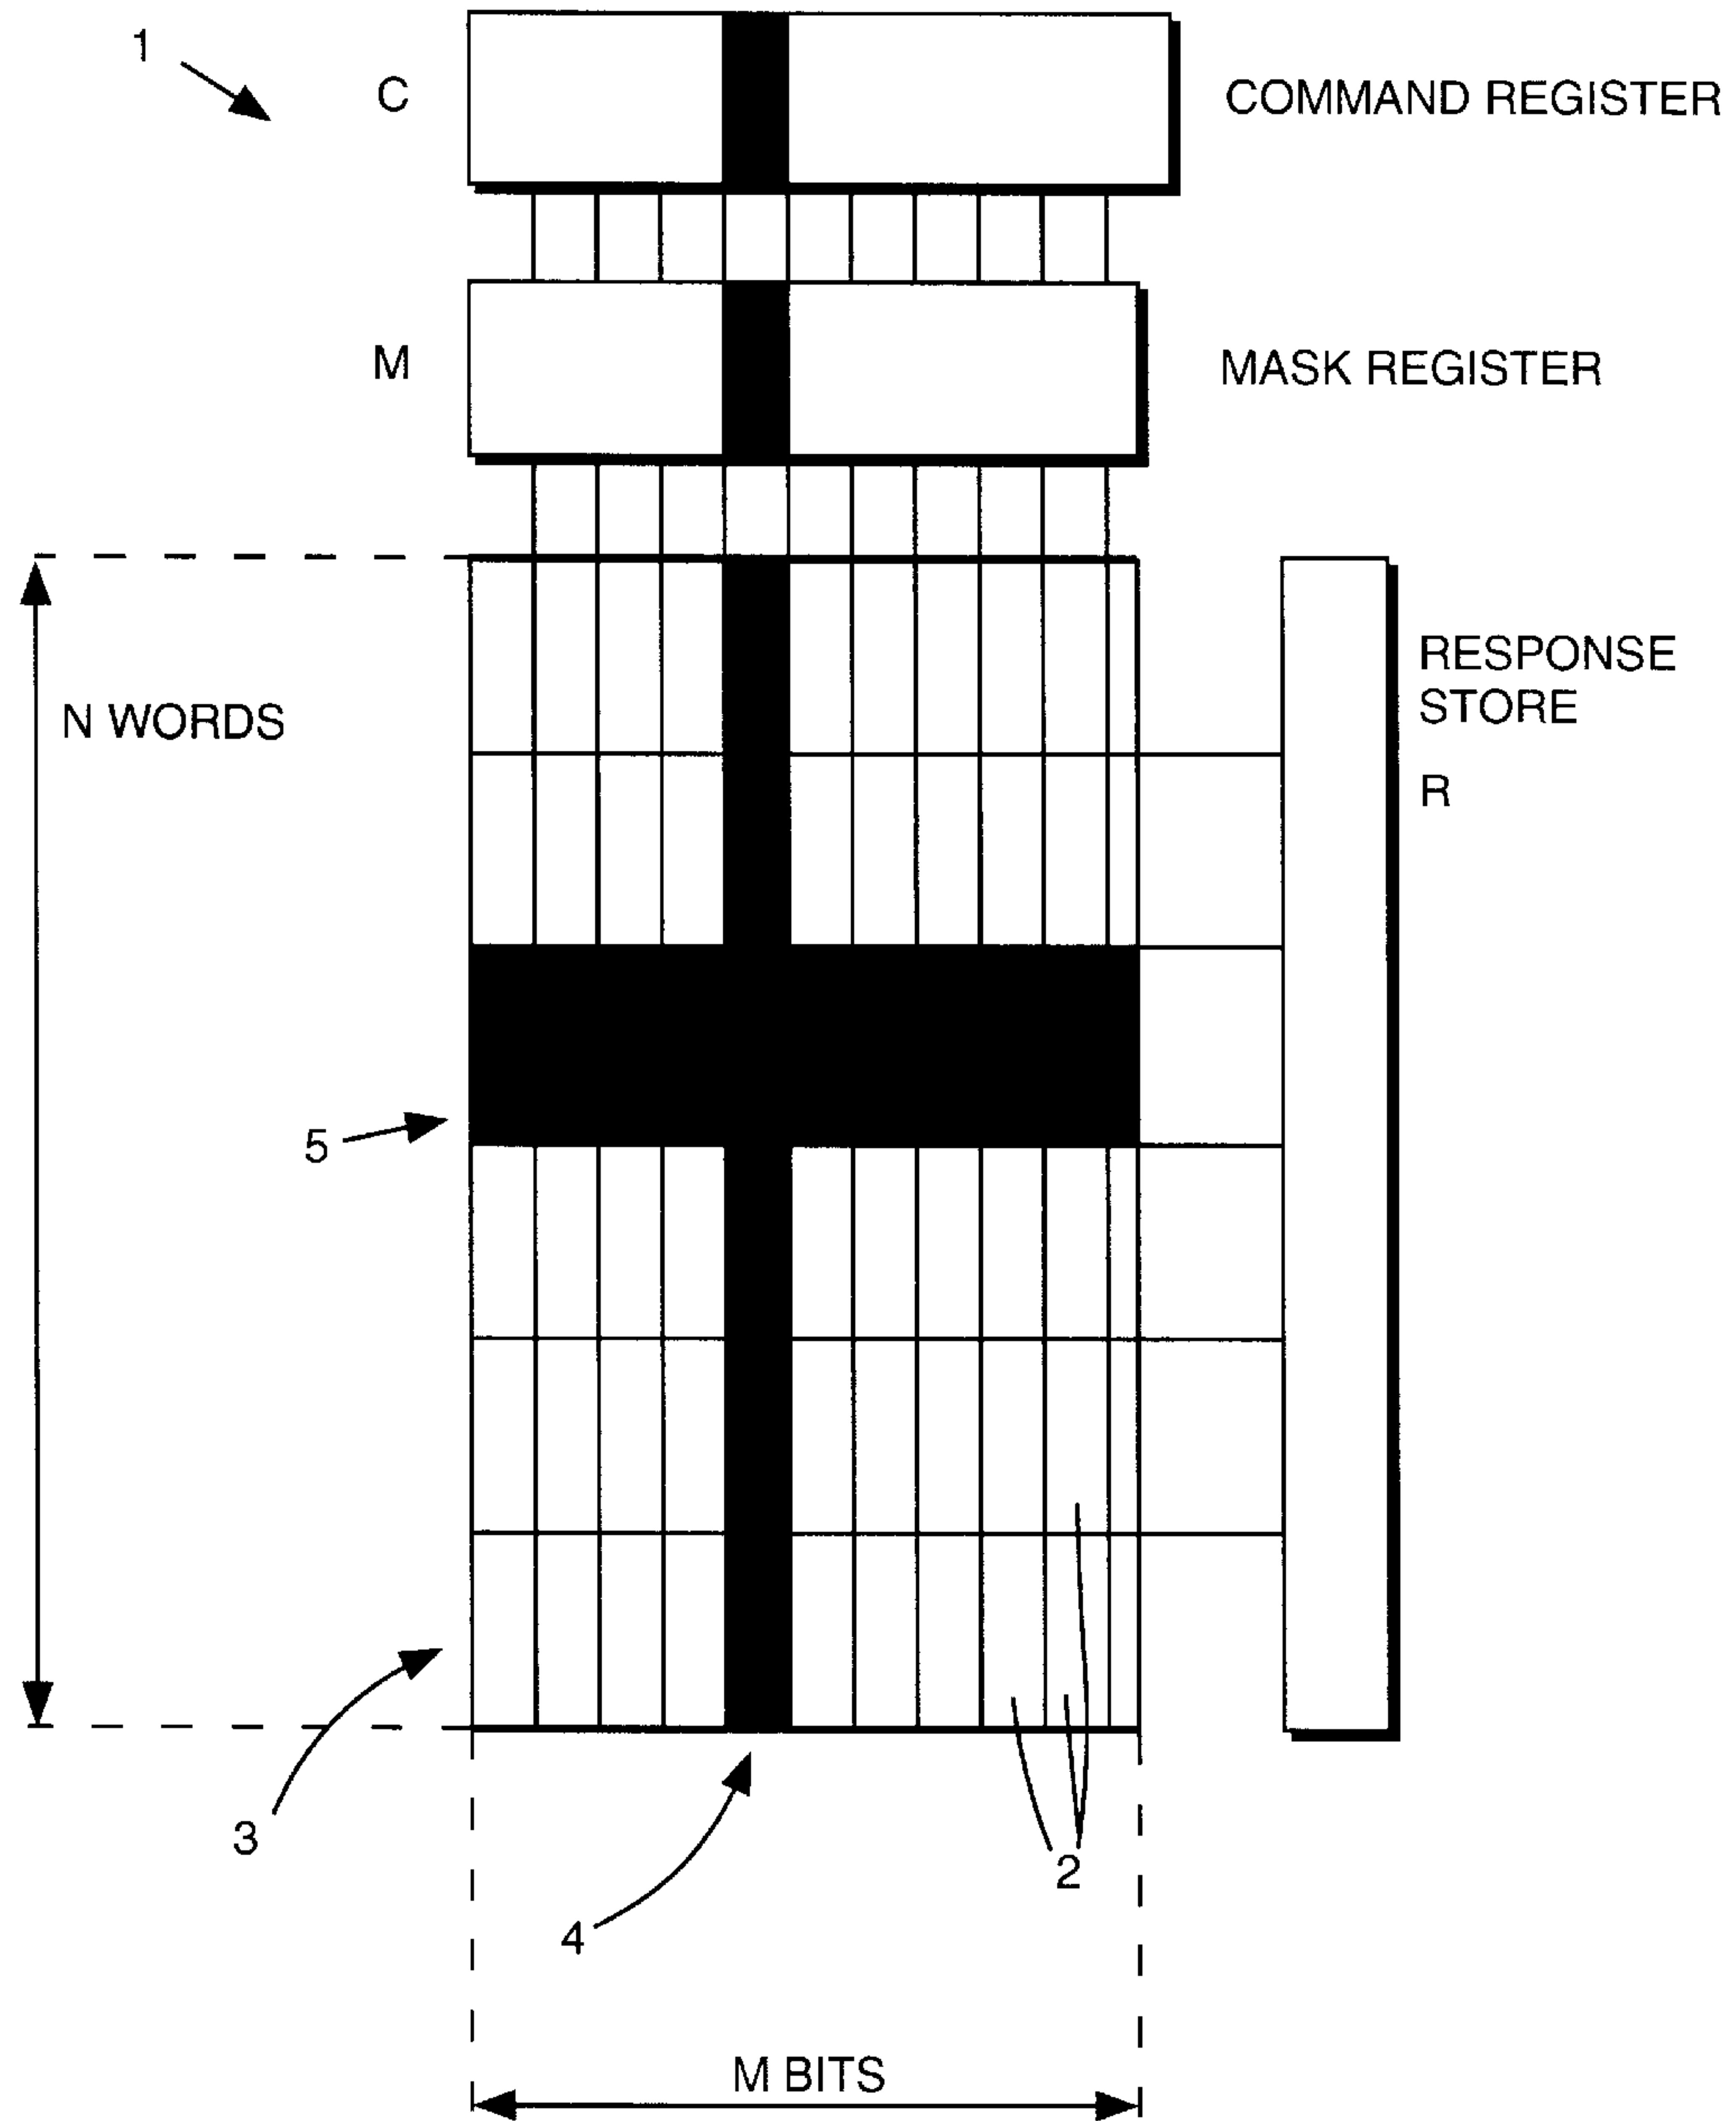 1
C
COMMAND REGISTER
M
MASK REGISTER
RESPONSE
STORE
N WORDS
R
5
3
2
4
M BITS